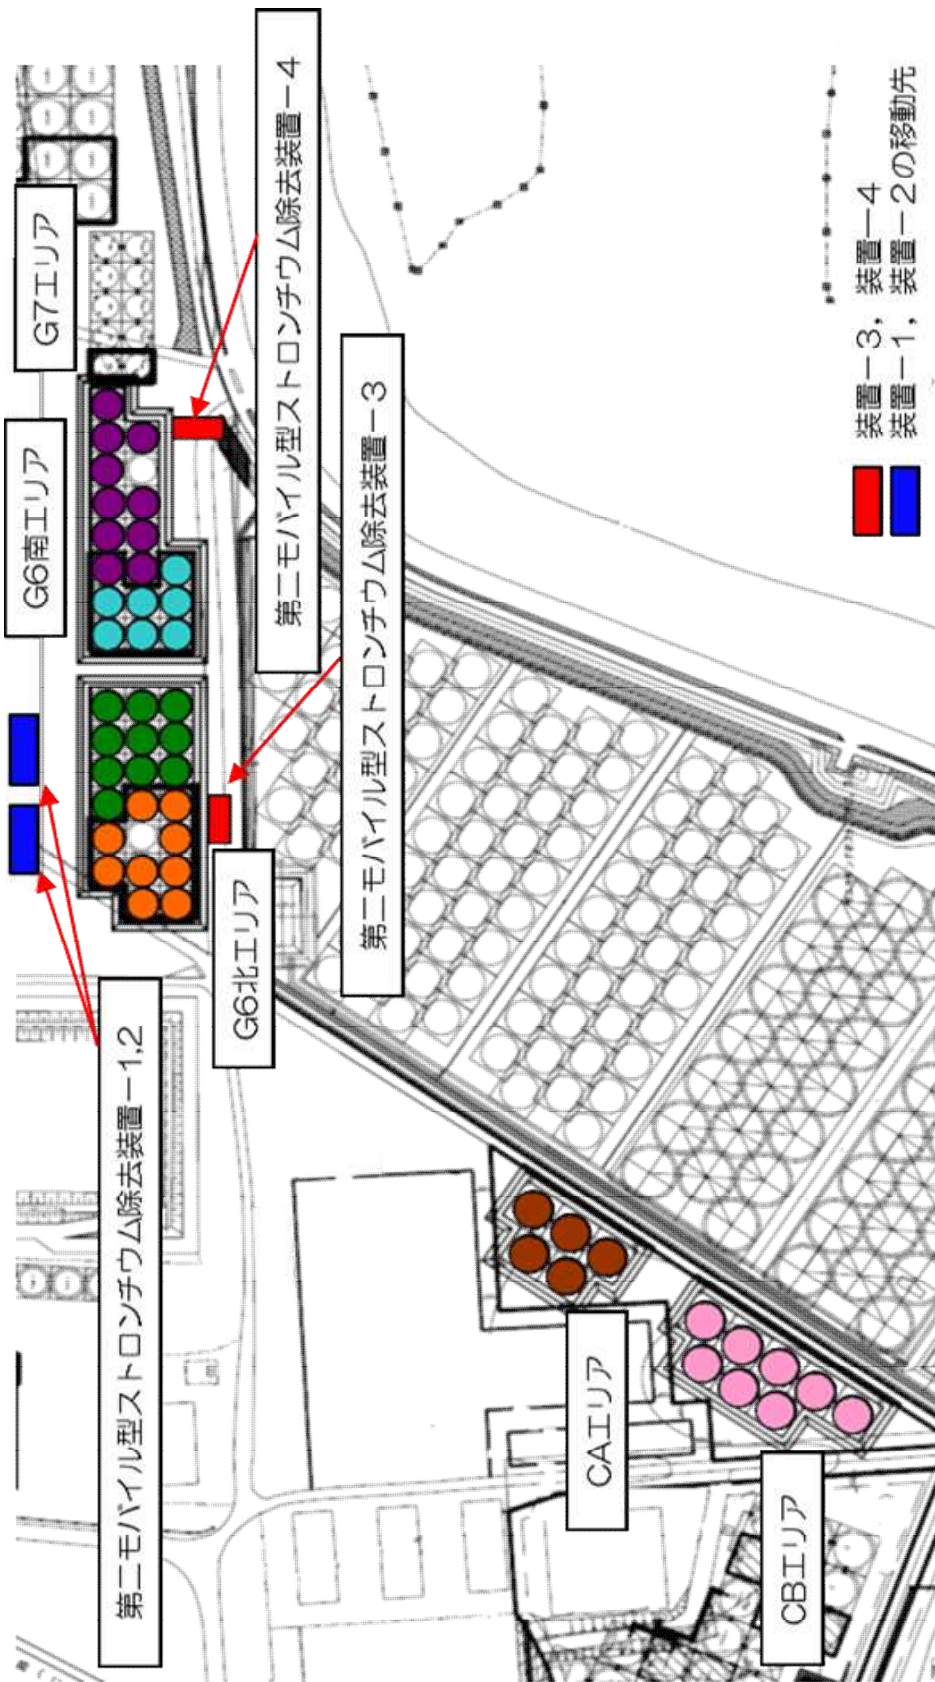 第二モバイル型ストロンチウム除去装置－1,2
G6南エリア
G7エリア
G6北エリア
第二モバイル型ストロンチウム除去装置－4
第二モバイル型ストロンチウム除去装置－3
CAエリア
CBエリア
装置－3，装置－4
装置－1，装置－2の移動先